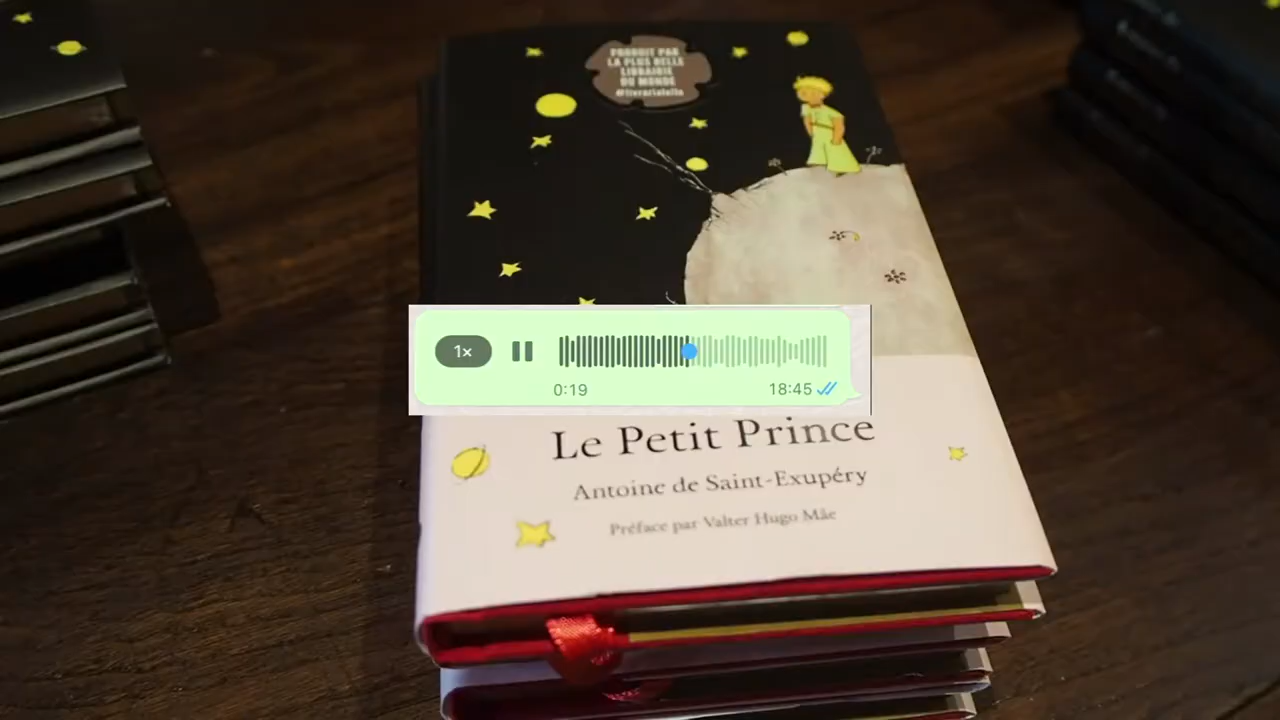 PRODUIT PAR
LA PLUS BELLE
LIBRAIRIE
DU MONDE
#livrarialello
1×
0:19
18:45
Le Petit Prince
Antoine de Saint-Exupéry
Préface par Valter Hugo Mãe